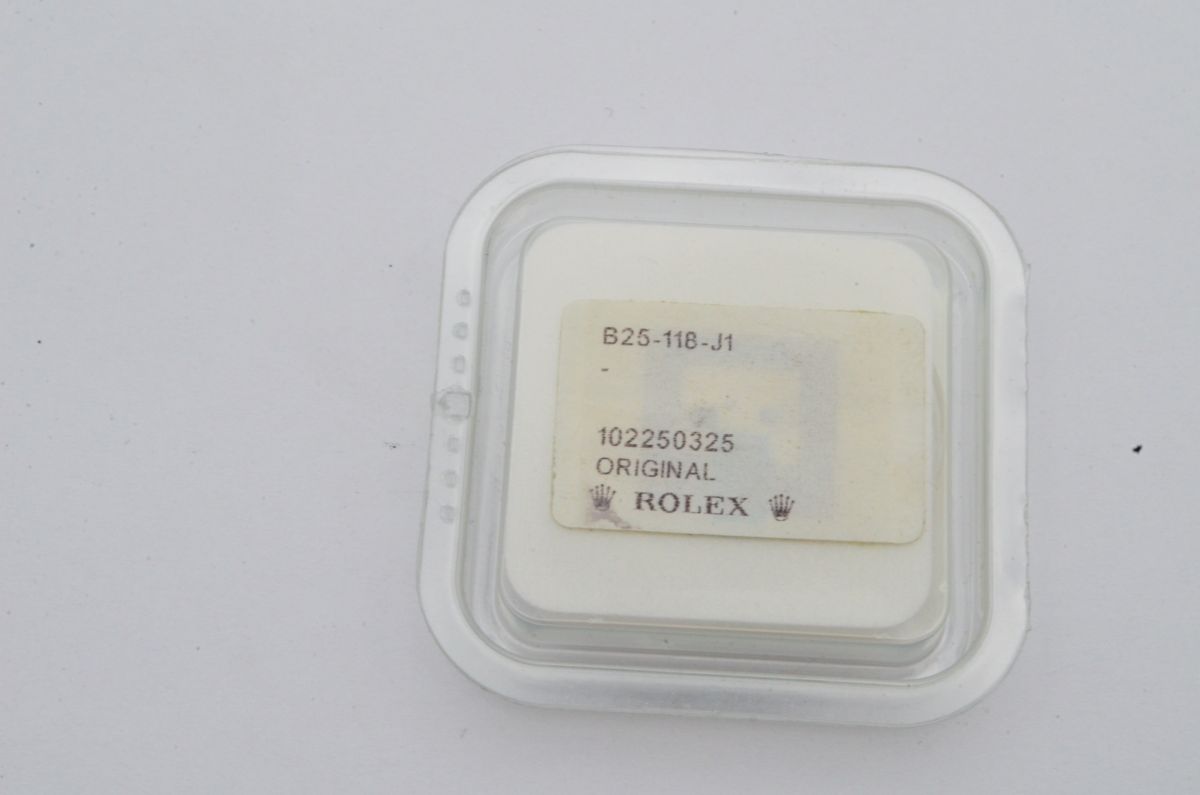 B25-118-J1
-
102250325
ORIGINAL
ROLEX